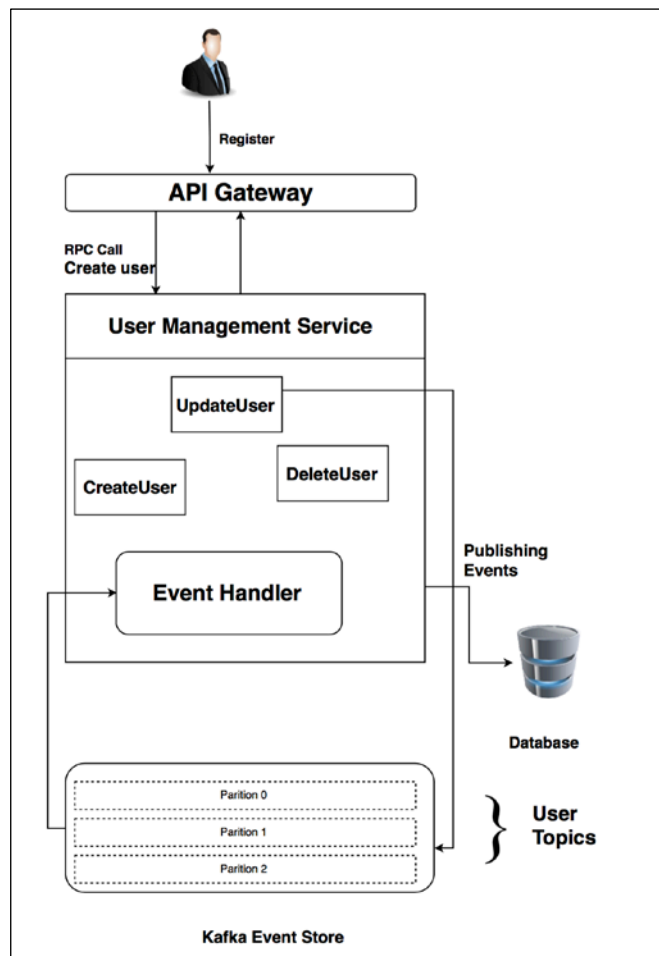 Register
API Gateway
RPC Call
Create user
User Management Service
UpdateUser
CreateUser
DeleteUser
Publishing
Events
Event Handler
Database
Parition 0
Parition 1
Parition 2
User
Topics
Kafka Event Store